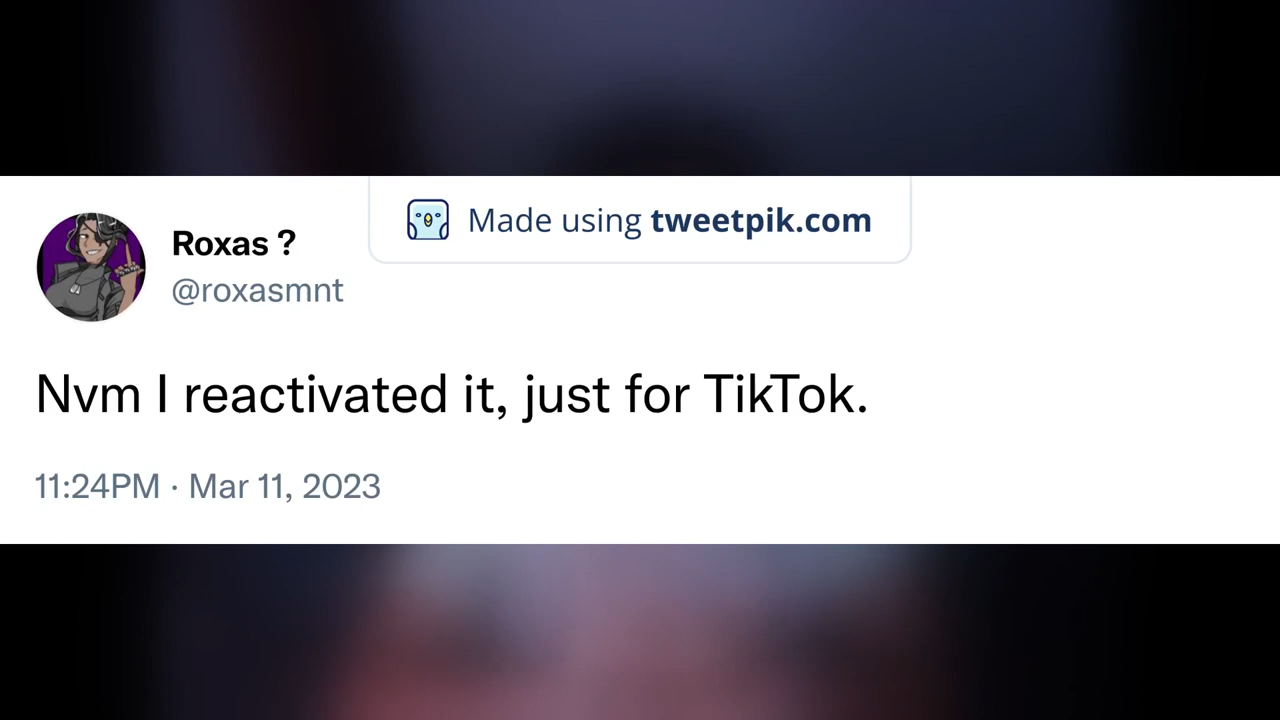 Made using tweetpik.com
Roxas ?
@roxasmnt
Nvm I reactivated it, just for TikTok.
11:24PM · Mar 11, 2023